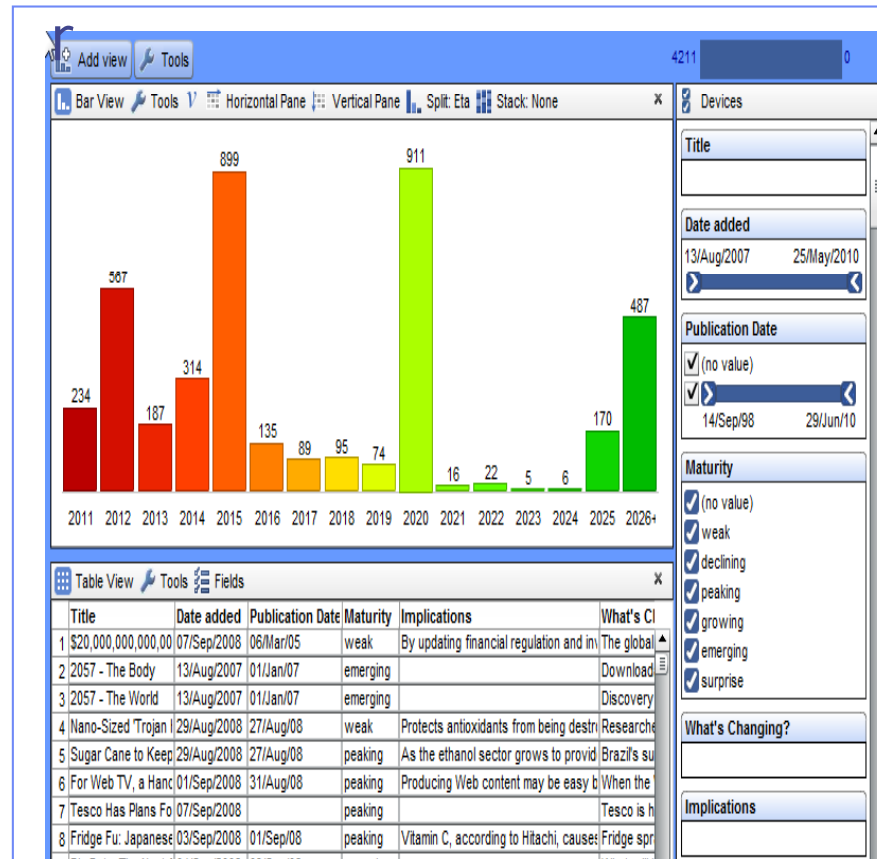 r
Add view Tools 4211 0
Bar View Tools V Horizontal Pane Vertical Pane Split: Eta Stack: None x
Devices
899 911
567
487
314
234
187
135
89 95 74
170
16 22 5 6
2011 2012 2013 2014 2015 2016 2017 2018 2019 2020 2021 2022 2023 2024 2025 2026+
Table View Tools Fields x
Title Date added Publication Date Maturity Implications What's Cl
1 $20,000,000,000,00 07/Sep/2008 06/Mar/05 weak By updating financial regulation and inv The global
2 2057 - The Body 13/Aug/2007 01/Jan/07 emerging Download
3 2057 - The World 13/Aug/2007 01/Jan/07 emerging Discovery
4 Nano-Sized 'Trojan 29/Aug/2008 27/Aug/08 weak Protects antioxidants from being destr Researche
5 Sugar Cane to Keep 29/Aug/2008 27/Aug/08 peaking As the ethanol sector grows to provid Brazil's su
6 For Web TV, a Hand 01/Sep/2008 31/Aug/08 peaking Producing Web content may be easy b When the
7 Tesco Has Plans Fo 07/Sep/2008 peaking Tesco is h
8 Fridge Fu: Japanese 03/Sep/2008 01/Sep/08 peaking Vitamin C, according to Hitachi, causes Fridge spr
Title
Date added
13/Aug/2007 25/May/2010
Publication Date
(no value)
14/Sep/98 29/Jun/10
Maturity
(no value)
weak
declining
peaking
growing
emerging
surprise
What's Changing?
Implications